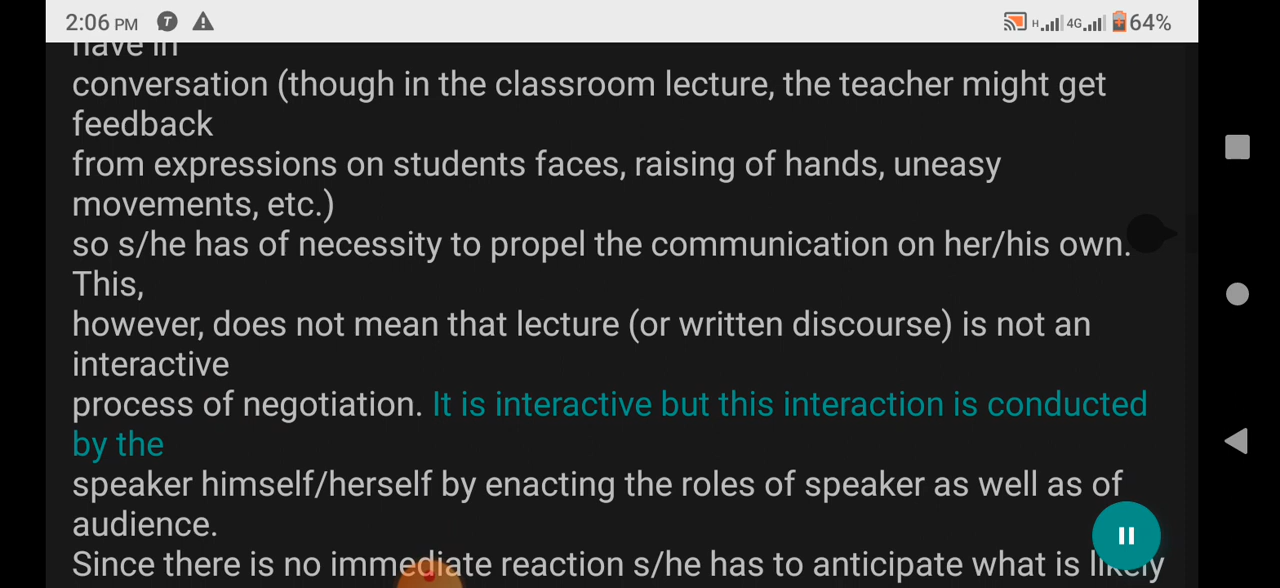 2:06 PM T H 4G 64%
have in
conversation (though in the classroom lecture, the teacher might get
feedback
from expressions on students faces, raising of hands, uneasy
movements, etc.)
so s/he has of necessity to propel the communication on her/his own.
This,
however, does not mean that lecture (or written discourse) is not an
interactive
process of negotiation. It is interactive but this interaction is conducted
by the
speaker himself/herself by enacting the roles of speaker as well as of
audience.
Since there is no immediate reaction s/he has to anticipate what is likely